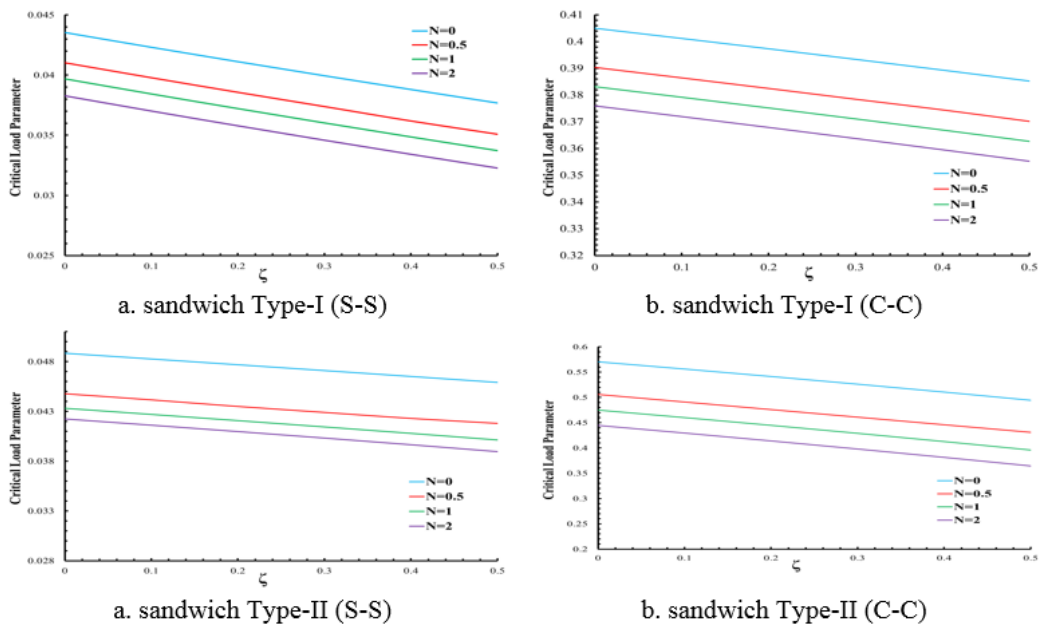 0.045
0.04
0.035
0.03
0.025
Critical Load Parameter
N=0
N=0.5
N=1
N=2
0
0.1
0.2
0.3
0.4
0.5
ζ
a. sandwich Type-I (S-S)
0.41
0.4
0.39
0.38
0.37
0.36
0.35
0.34
0.33
0.32
Critical Load Parameter
N=0
N=0.5
N=1
N=2
0
0.1
0.2
0.3
0.4
0.5
ζ
b. sandwich Type-I (C-C)
0.048
0.043
0.038
0.033
0.028
Critical Load Parameter
N=0
N=0.5
N=1
N=2
0
0.1
0.2
0.3
0.4
0.5
ζ
a. sandwich Type-II (S-S)
0.6
0.55
0.5
0.45
0.4
0.35
0.3
0.25
0.2
Critical Load Parameter
N=0
N=0.5
N=1
N=2
0
0.1
0.2
0.3
0.4
0.5
ζ
b. sandwich Type-II (C-C)